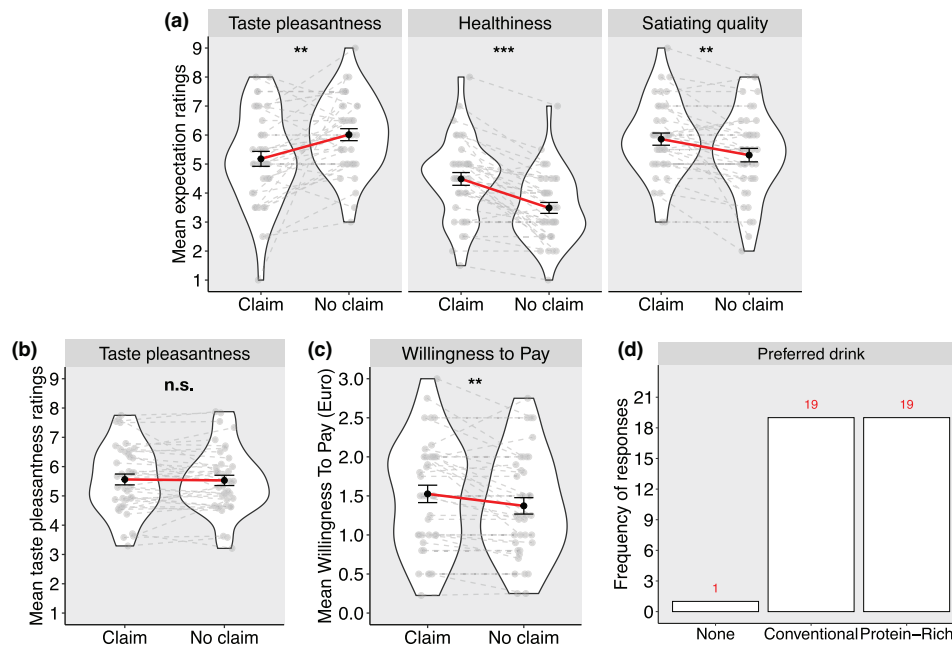 (a)
Taste pleasantness
Healthiness
Satiating quality
**
***
**
Mean expectation ratings
9
8
7
6
5
4
3
2
1
Claim No claim
Claim No claim
Claim No claim
(b)
Taste pleasantness
n.s.
Mean taste pleasantness ratings
9
8
7
6
5
4
3
2
1
Claim No claim
(c)
Willingness to Pay
**
Mean Willingness To Pay (Euro)
3.0
2.5
2.0
1.5
1.0
0.5
0.0
Claim No claim
(d)
Preferred drink
Frequency of responses
21
18
15
12
9
6
3
0
1
19
19
None Conventional Protein−Rich